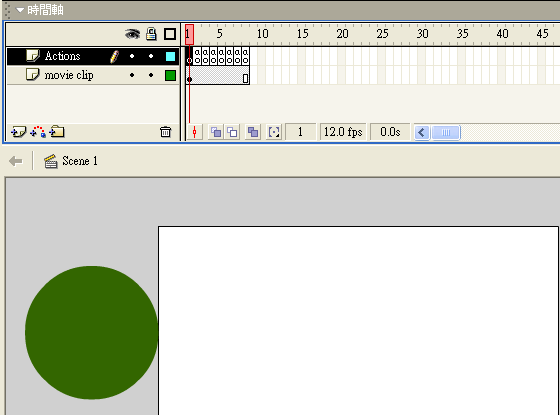 時間軸
1 5 10 15 20 25 30 35 40 45
Actions
a a a a a a a
movie clip
1 12.0 fps 0.0s
Scene 1